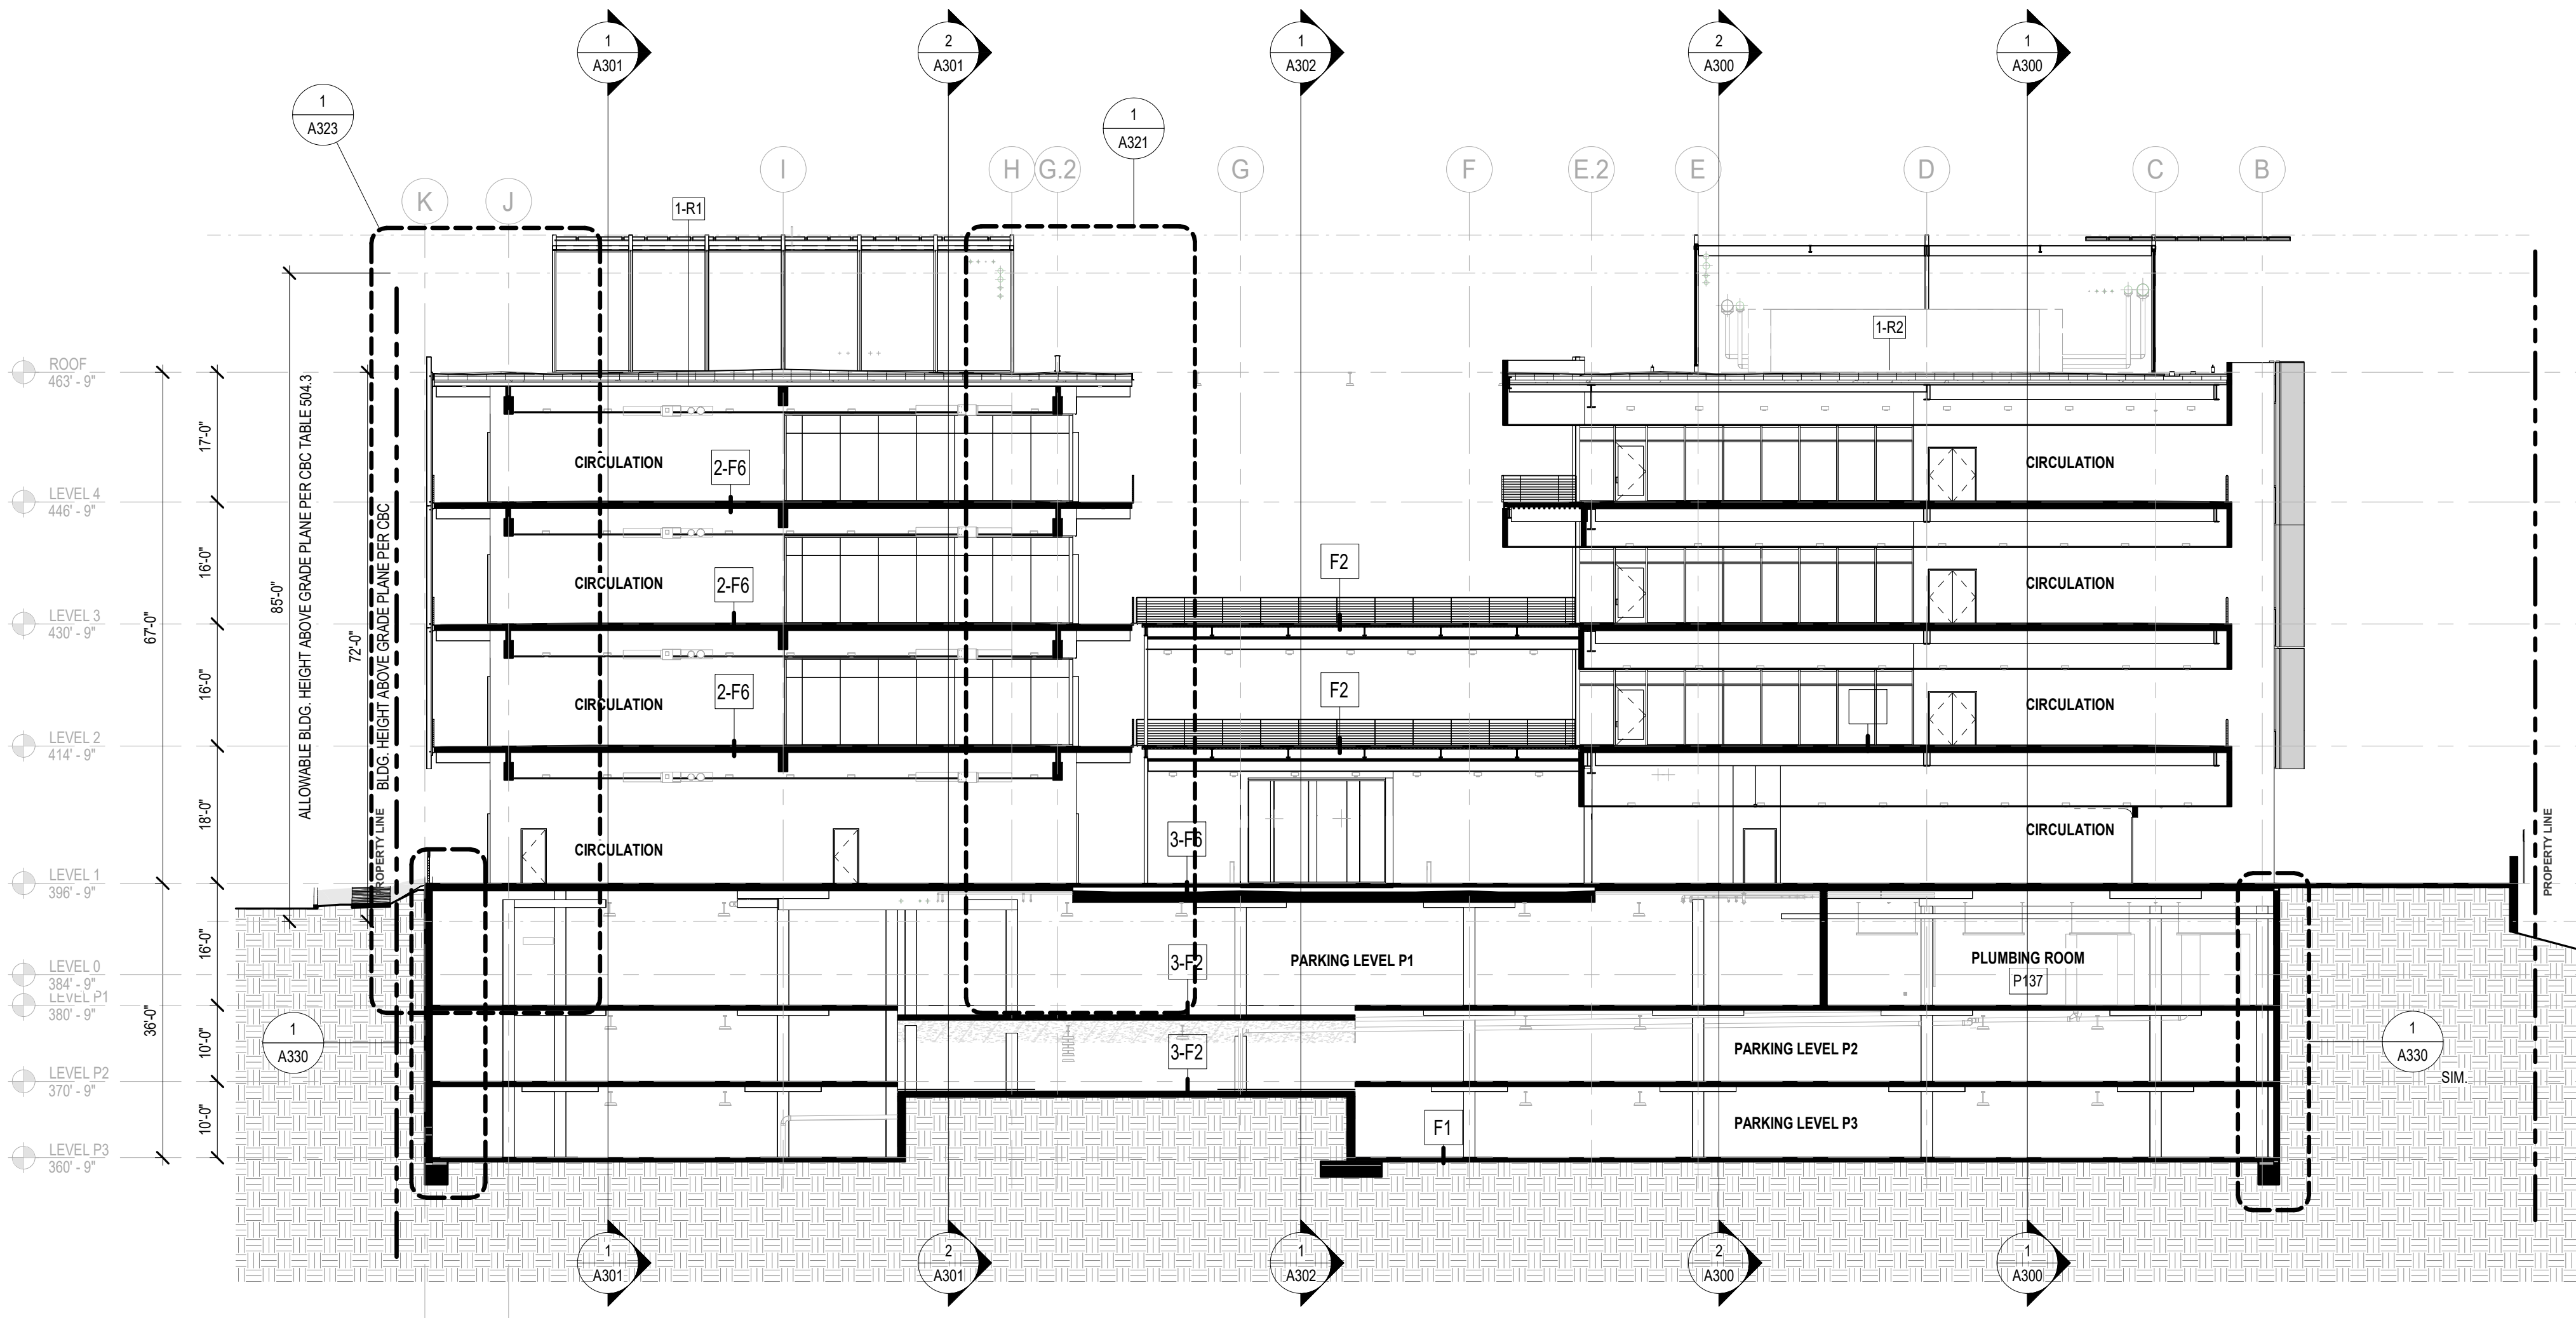 1
A301
2
A301
1
A302
2
A300
1
A300
1
A323
1
A321
K
J
I
H
G.2
G
F
E.2
E
D
C
B
1-R1
1-R2
ROOF
463' - 9"
LEVEL 4
446' - 9"
LEVEL 3
430' - 9"
LEVEL 2
414' - 9"
LEVEL 1
396' - 9"
LEVEL 0
384' - 9"
LEVEL P1
380' - 9"
LEVEL P2
370' - 9"
LEVEL P3
360' - 9"
67'-0"
36'-0"
17'-0"
16'-0"
16'-0"
18'-0"
16'-0"
10'-0"
10'-0"
85'-0"
ALLOWABLE BLDG. HEIGHT ABOVE GRADE PLANE PER CBC TABLE 504.3
72'-0"
BLDG. HEIGHT ABOVE GRADE PLANE PER CBC
PROPERTY LINE
CIRCULATION
2-F6
CIRCULATION
CIRCULATION
2-F6
F2
CIRCULATION
CIRCULATION
2-F6
F2
CIRCULATION
CIRCULATION
3-F6
CIRCULATION
PROPERTY LINE
3-F2
PARKING LEVEL P1
PLUMBING ROOM
P137
1
A330
3-F2
PARKING LEVEL P2
1
A330
SIM.
F1
PARKING LEVEL P3
1
A301
2
A301
1
A302
2
A300
1
A300